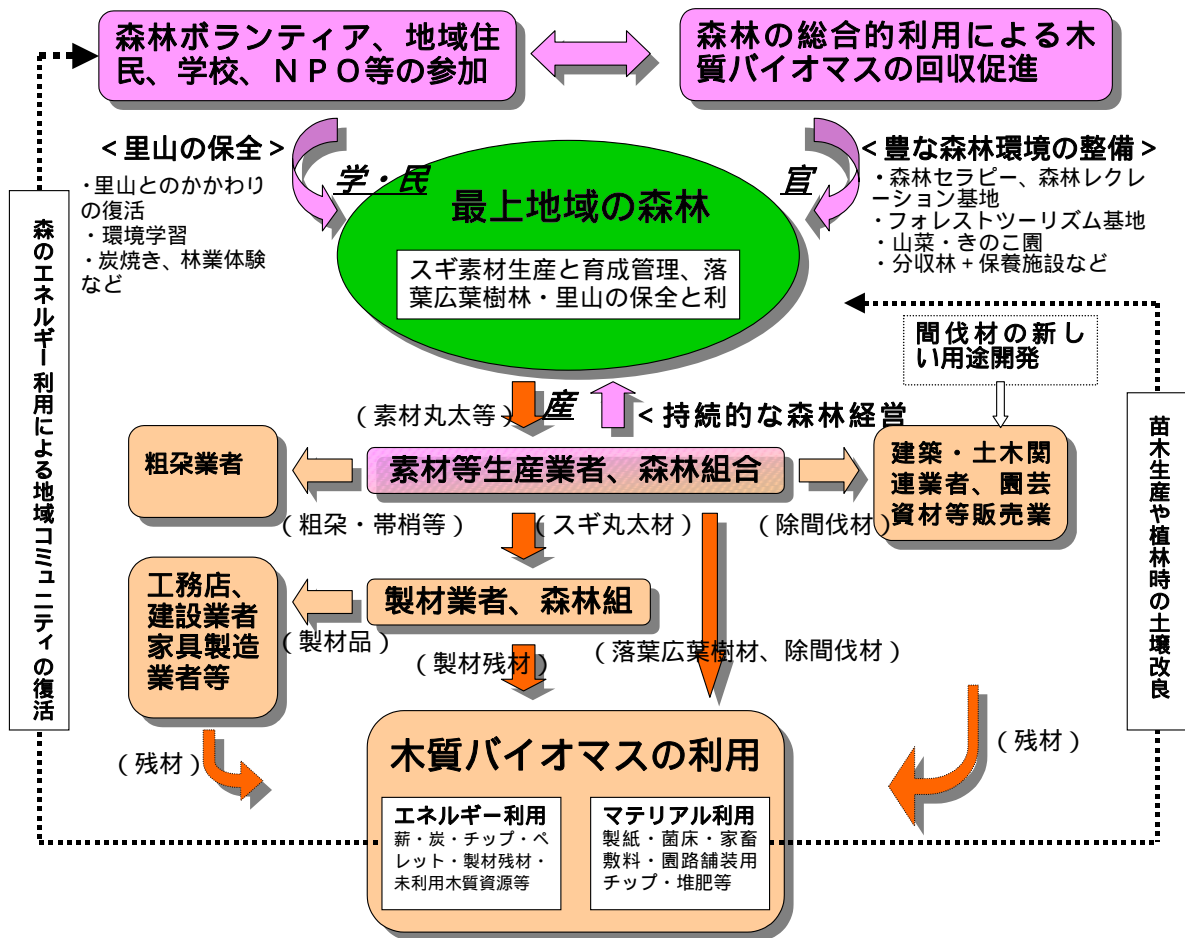 森林ボランティア、地域住
民、学校、ＮＰＯ等の参加
森林の総合的利用による木
質バイオマスの回収促進
＜里山の保全＞
・里山とのかかわり
の復活
・環境学習
・炭焼き、林業体験
など
学・民
官
＜豊な森林環境の整備＞
・森林セラピー、森林レクレ
ーション基地
・フォレストツーリズム基地
・山菜・きのこ園
・分収林＋保養施設など
最上地域の森林
スギ素材生産と育成管理、落
葉広葉樹林・里山の保全と利
間伐材の新し
い用途開発
（素材丸太等）
産
＜持続的な森林経営
粗朶業者
素材等生産業者、森林組合
建築・土木関
連業者、園芸
資材等販売業
（粗朶・帯梢等）
（スギ丸太材）
（除間伐材）
工務店、
建設業者
家具製造
業者等
製材業者、森林組
（製材品）
（製材残材）
（落葉広葉樹材、除間伐材）
（残材）
（残材）
木質バイオマスの利用
エネルギー利用
薪・炭・チップ・ペ
レット・製材残材・
未利用木質資源等
マテリアル利用
製紙・菌床・家畜
敷料・園路舗装用
チップ・堆肥等
森のエネルギー利用による地域コミュニティの復活
苗木生産や植林時の土壌改良